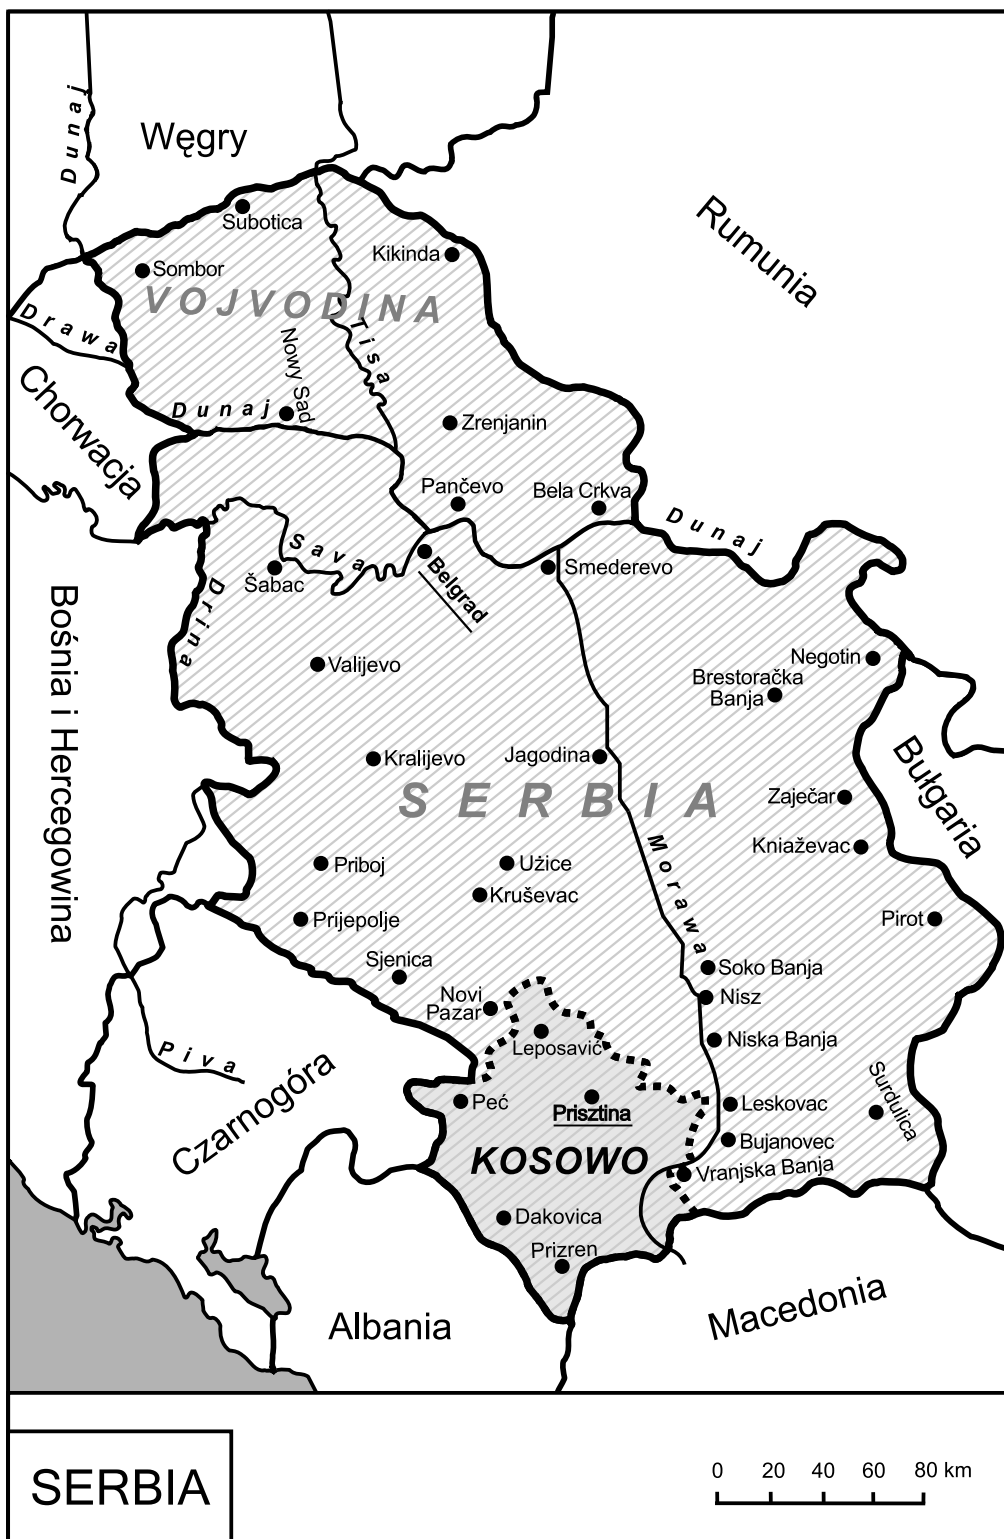 Dunaj
Węgry
Rumunia
Subotica
Kikinda
Sombor
VOJVODINA
Drawa
Tisa
Nowy Sad
Chorwacja
Dunaj
Zrenjanin
Pančevo
Bela Crkva
Dunaj
Sava
Šabac
Belgrad
Smederevo
Drina
Bośnia i Hercegowina
Valijevo
Negotin
Brestoračka
Banja
Kralijevo
Jagodina
SERBIA
Bułgaria
Zaječar
Kniaževac
Morawa
Priboj
Užice
Kruševac
Prijepolje
Pirot
Sjenica
Soko Banja
Novi
Pazar
Nisz
Leposavić
Niska Banja
Piva
Czarnogóra
Peć
Prisztina
Leskovac
Surdulica
Bujanovec
KOSOWO
Vranjska Banja
Dakovica
Prizren
Albania
Macedonia
SERBIA
0 20 40 60 80 km